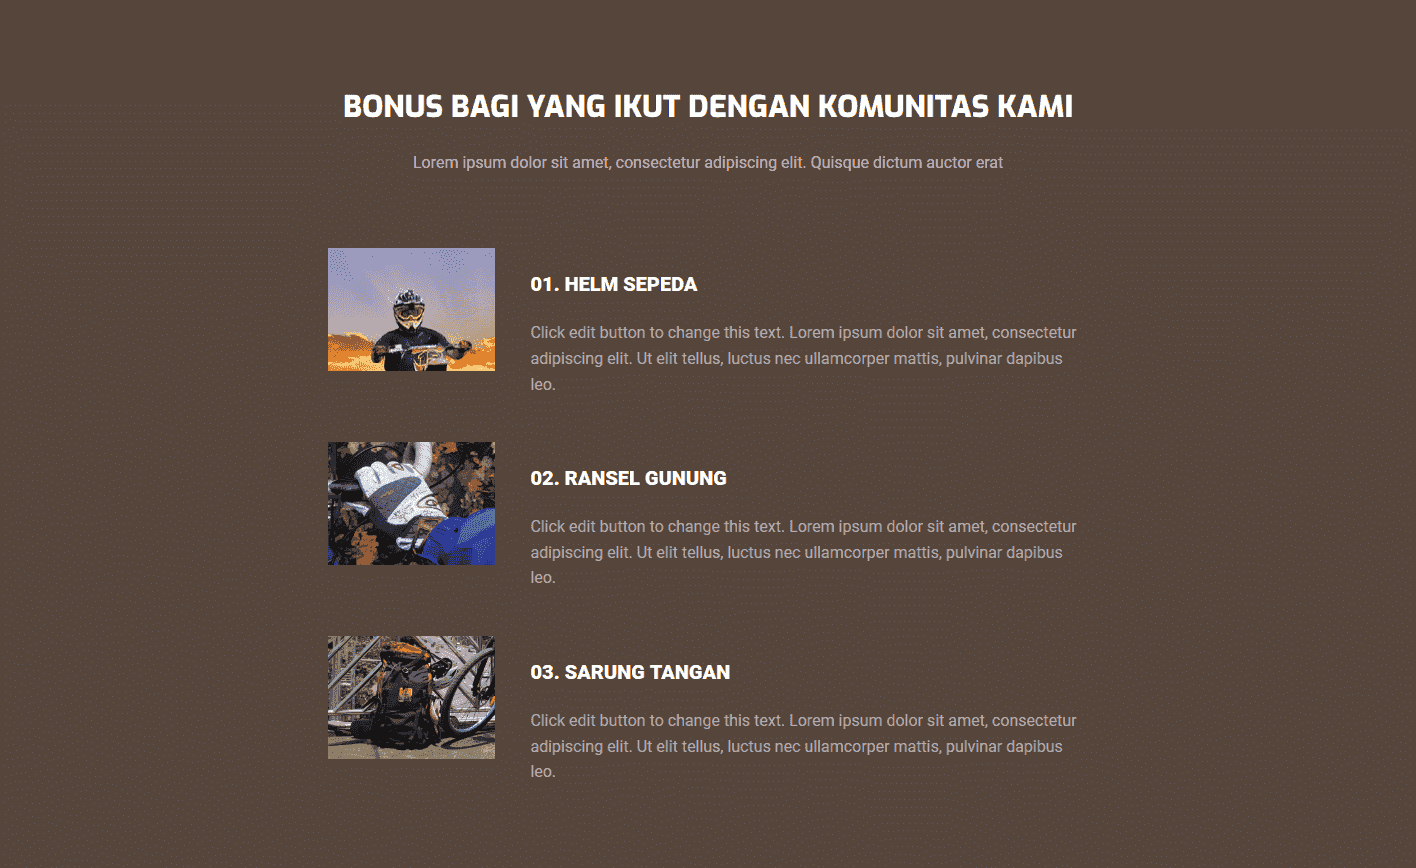 BONUS BAGI YANG IKUT DENGAN KOMUNITAS KAMI
Lorem ipsum dolor sit amet, consectetur adipiscing elit. Quisque dictum auctor erat
01. HELM SEPEDA
Click edit button to change this text. Lorem ipsum dolor sit amet, consectetur
adipiscing elit. Ut elit tellus, luctus nec ullamcorper mattis, pulvinar dapibus
leo.
02. RANSEL GUNUNG
Click edit button to change this text. Lorem ipsum dolor sit amet, consectetur
adipiscing elit. Ut elit tellus, luctus nec ullamcorper mattis, pulvinar dapibus
leo.
03. SARUNG TANGAN
Click edit button to change this text. Lorem ipsum dolor sit amet, consectetur
adipiscing elit. Ut elit tellus, luctus nec ullamcorper mattis, pulvinar dapibus
leo.